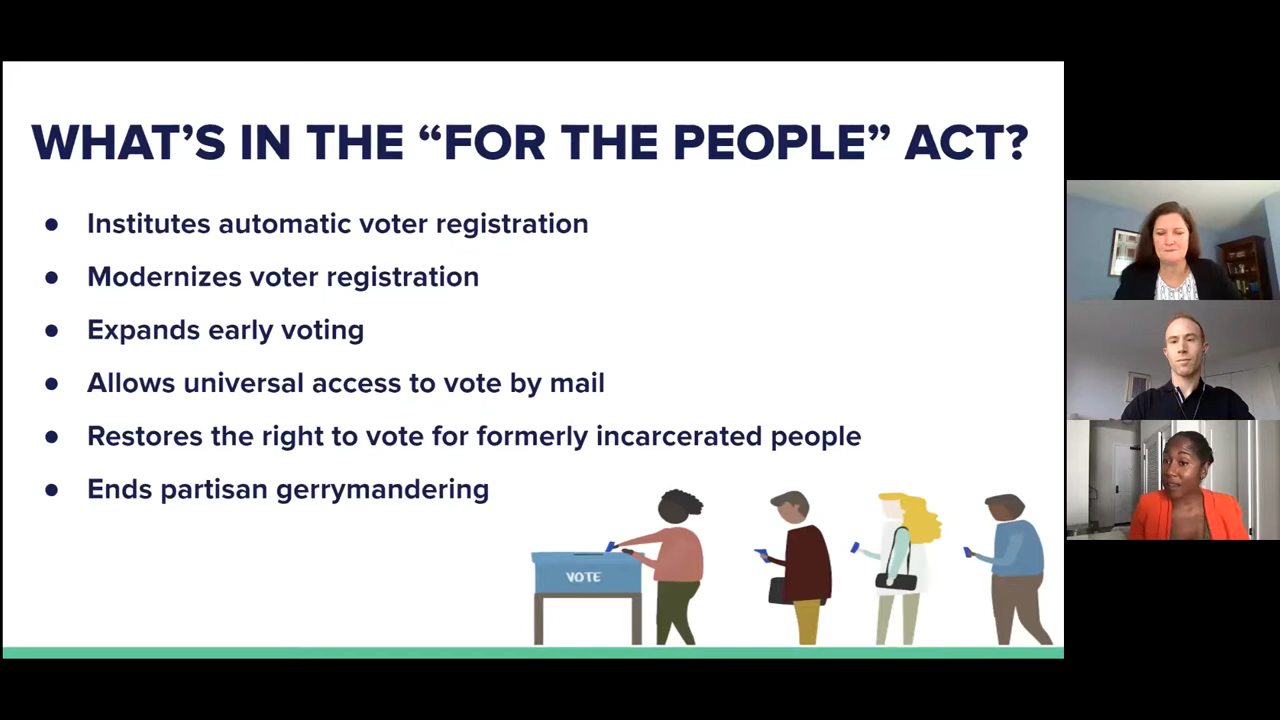 WHAT'S IN THE “FOR THE PEOPLE” ACT?
● Institutes automatic voter registration
● Modernizes voter registration
● Expands early voting
● Allows universal access to vote by mail
● Restores the right to vote for formerly incarcerated people
● Ends partisan gerrymandering
VOTE